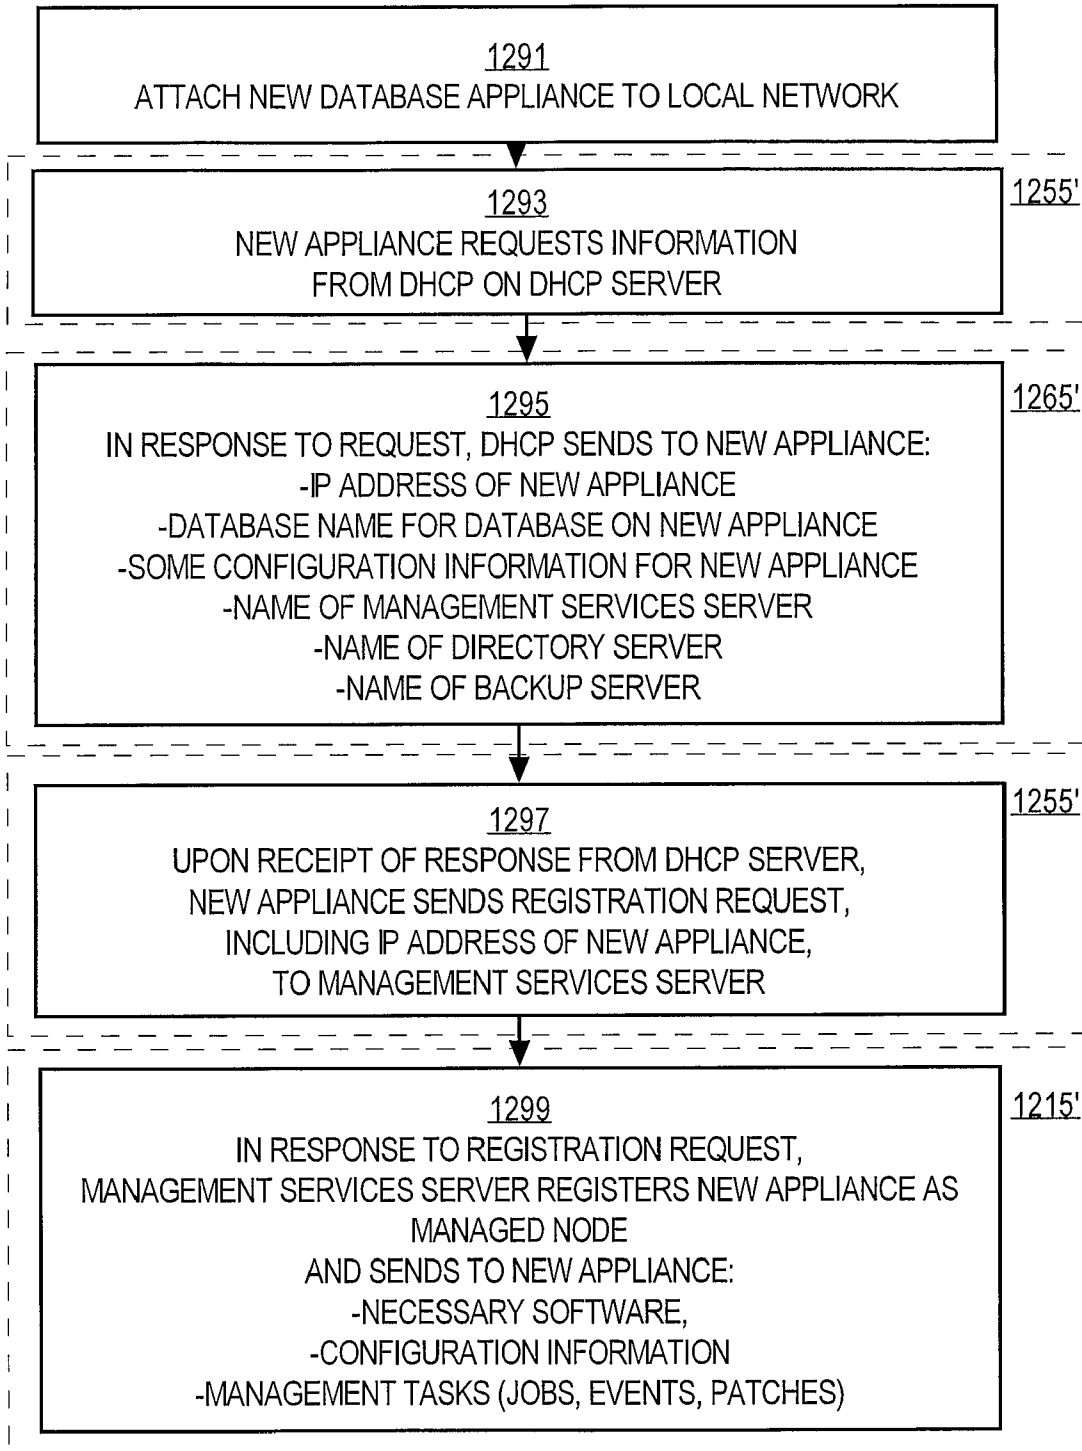 1291
ATTACH NEW DATABASE APPLIANCE TO LOCAL NETWORK
1255'
1293
NEW APPLIANCE REQUESTS INFORMATION
FROM DHCP ON DHCP SERVER
1265'
1295
IN RESPONSE TO REQUEST, DHCP SENDS TO NEW APPLIANCE:
-IP ADDRESS OF NEW APPLIANCE
-DATABASE NAME FOR DATABASE ON NEW APPLIANCE
-SOME CONFIGURATION INFORMATION FOR NEW APPLIANCE
-NAME OF MANAGEMENT SERVICES SERVER
-NAME OF DIRECTORY SERVER
-NAME OF BACKUP SERVER
1255'
1297
UPON RECEIPT OF RESPONSE FROM DHCP SERVER,
NEW APPLIANCE SENDS REGISTRATION REQUEST,
INCLUDING IP ADDRESS OF NEW APPLIANCE,
TO MANAGEMENT SERVICES SERVER
1215'
1299
IN RESPONSE TO REGISTRATION REQUEST,
MANAGEMENT SERVICES SERVER REGISTERS NEW APPLIANCE AS
MANAGED NODE
AND SENDS TO NEW APPLIANCE:
-NECESSARY SOFTWARE,
-CONFIGURATION INFORMATION
-MANAGEMENT TASKS (JOBS, EVENTS, PATCHES)